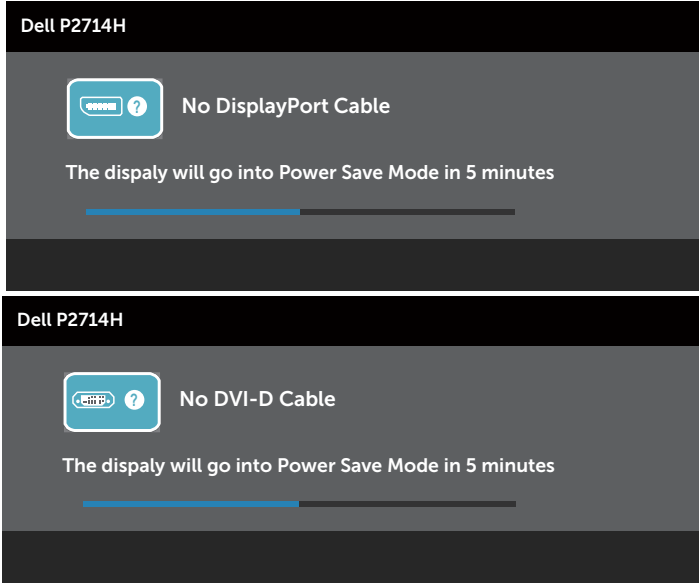 Dell P2714H
? No DisplayPort Cable
The dispaly will go into Power Save Mode in 5 minutes
Dell P2714H
? No DVI-D Cable
The dispaly will go into Power Save Mode in 5 minutes